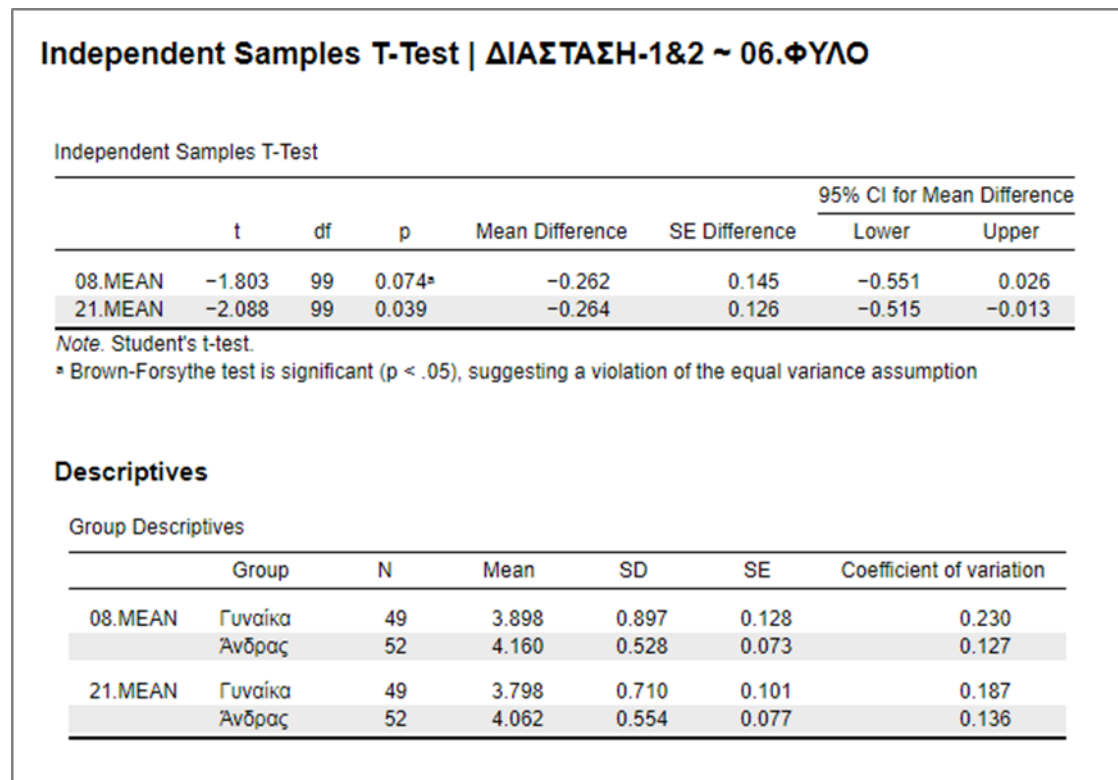 Independent Samples T-Test | ΔΙΑΣΤΑΣΗ-1&2 ~ 06.ΦΥΛΟ
Independent Samples T-Test
95% CI for Mean Difference
t df p Mean Difference SE Difference Lower Upper
08.MEAN −1.803 99 0.074ᵃ −0.262 0.145 −0.551 0.026
21.MEAN −2.088 99 0.039 −0.264 0.126 −0.515 −0.013
Note. Student's t-test.
ᵃ Brown-Forsythe test is significant (p < .05), suggesting a violation of the equal variance assumption
Descriptives
Group Descriptives
Group N Mean SD SE Coefficient of variation
08.MEAN Γυναίκα 49 3.898 0.897 0.128 0.230
Άνδρας 52 4.160 0.528 0.073 0.127
21.MEAN Γυναίκα 49 3.798 0.710 0.101 0.187
Άνδρας 52 4.062 0.554 0.077 0.136